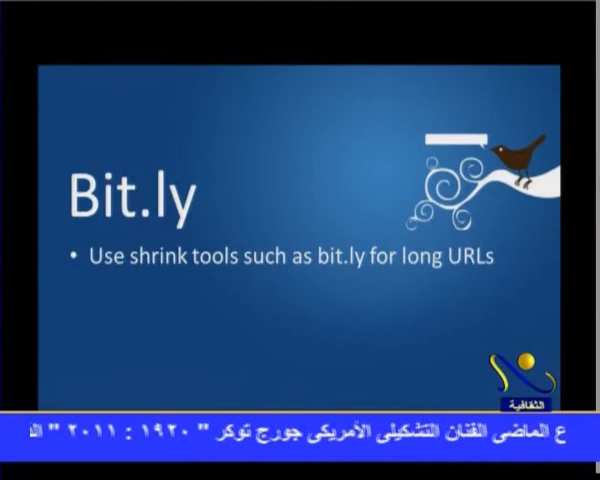 Bit.ly
• Use shrink tools such as bit.ly for long URLs
الثقافية
ع الماضى الفنان التشكيلى الأمريكى جورج توكر " ١٩٢٠ : ٢٠١١ "